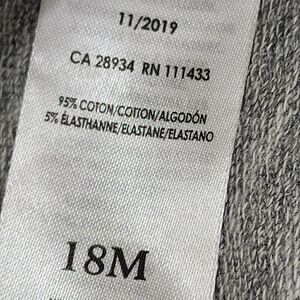 11/2019
CA 28934 RN 111433
95% COTON/COTTON/ALGODÓN
5% ÉLASTHANNE/ELASTANE/ELASTANO
18M